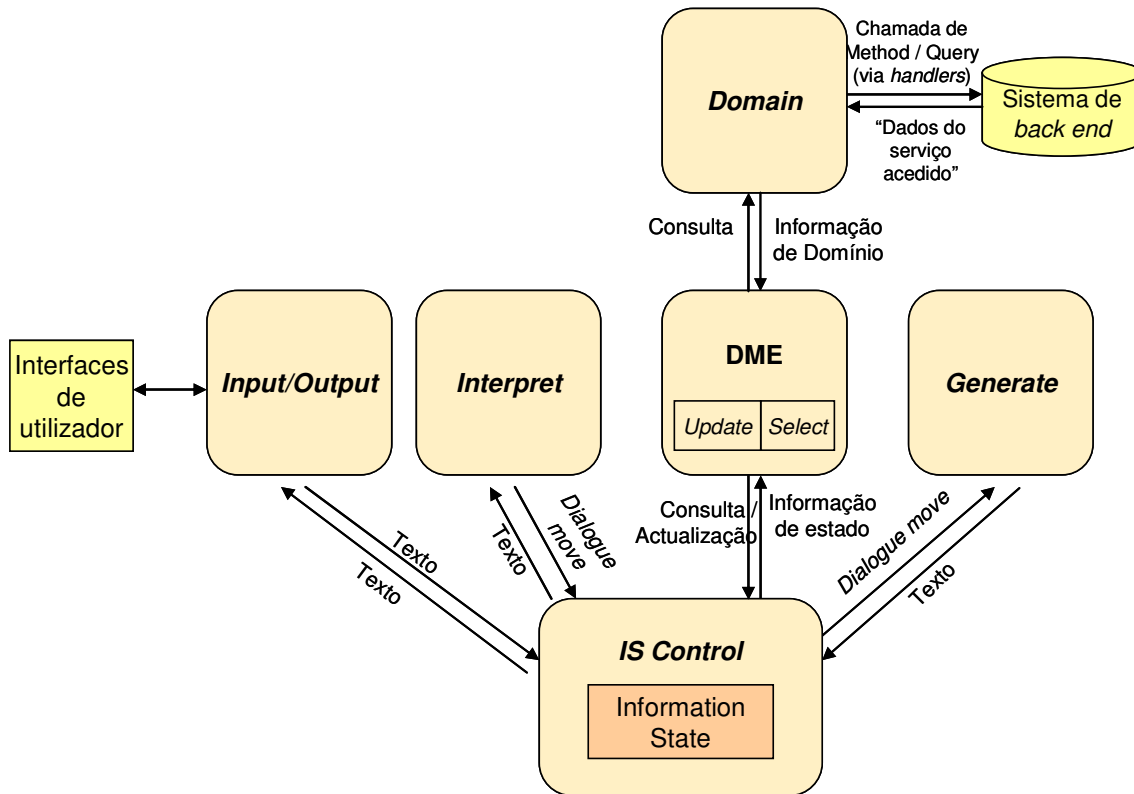 Chamada de
Method / Query
(via handlers)
Domain
Sistema de
back end
“Dados do
serviço
acedido”
Consulta
Informação
de Domínio
Interfaces
de
utilizador
Input/Output
Interpret
DME
Update
Select
Generate
Consulta /
Actualização
Informação
de estado
Texto
Texto
Texto
Dialogue
move
Dialogue move
Texto
IS Control
Information
State